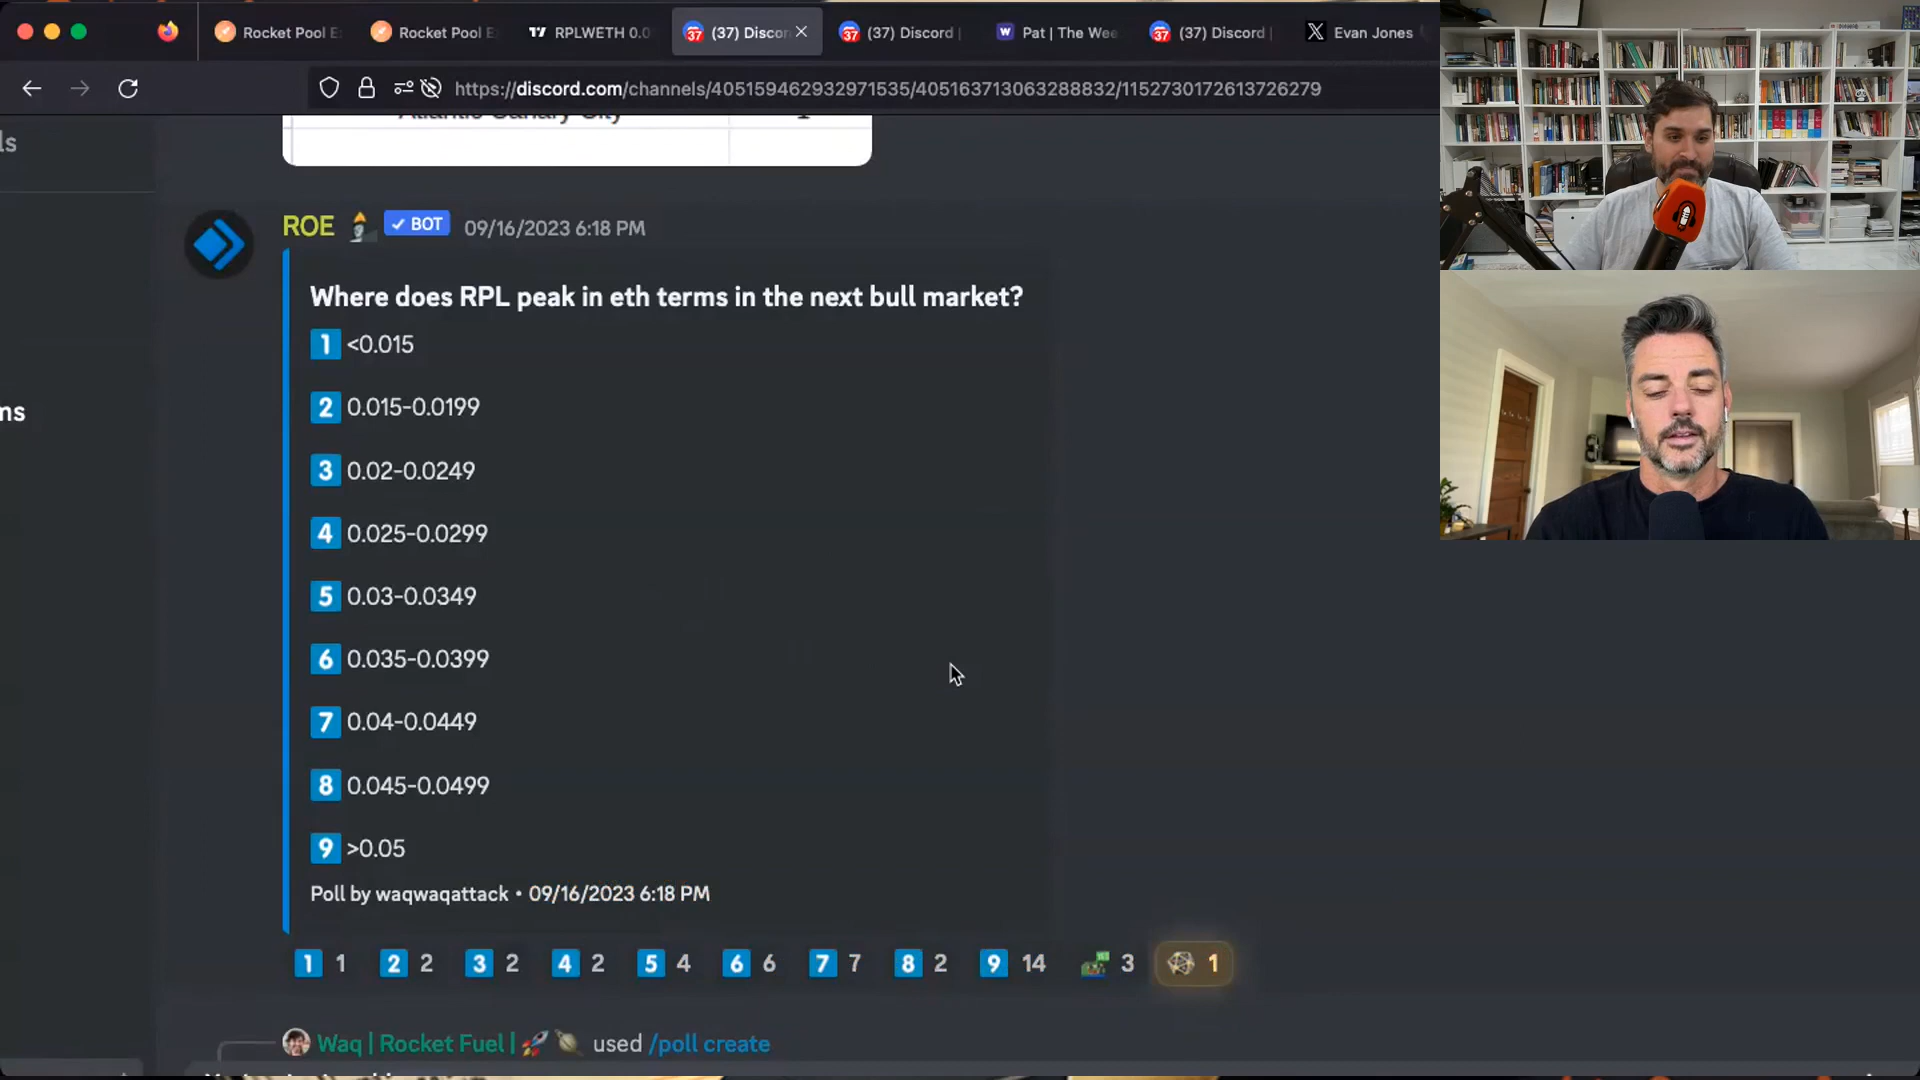 Rocket Pool E
Rocket Pool E
RPLWETH 0.0
(37) Discor
(37) Discord |
Pat | The Wee
(37) Discord |
Evan Jones
https://discord.com/channels/405159462932971535/405163713063288832/1152730172613726279
ls
Atlantic Canary City
ROE
BOT
09/16/2023 6:18 PM
Where does RPL peak in eth terms in the next bull market?
1 <0.015
2 0.015-0.0199
3 0.02-0.0249
4 0.025-0.0299
ms
5 0.03-0.0349
6 0.035-0.0399
7 0.04-0.0449
8 0.045-0.0499
9 >0.05
Poll by waqwaqattack • 09/16/2023 6:18 PM
1 1 2 2 3 2 4 2 5 4 6 6 7 7 8 2 9 14 3 1
Waq | Rocket Fuel | used /poll create